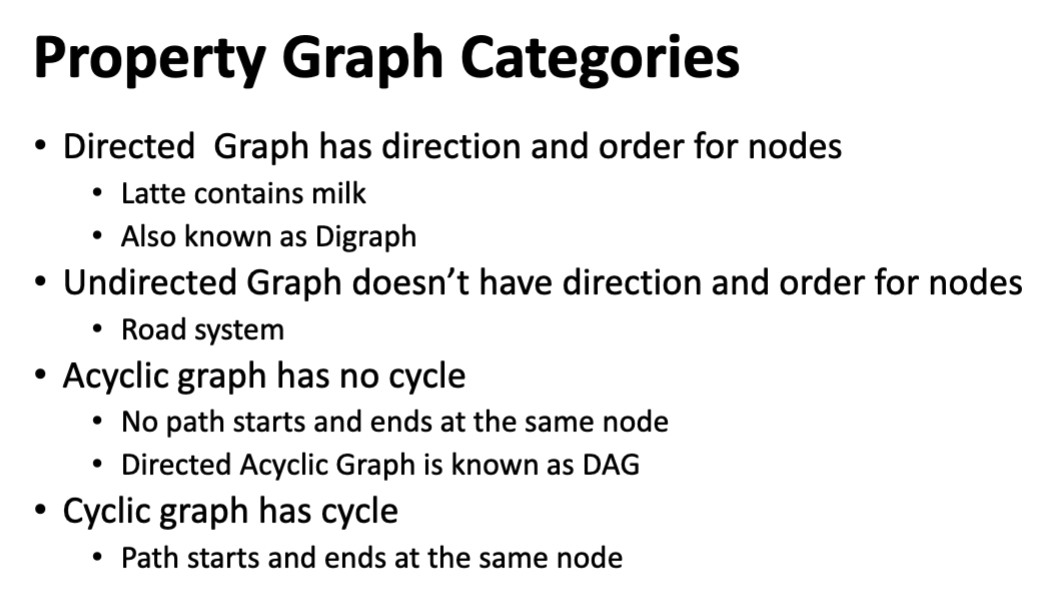 Property Graph Categories
• Directed  Graph has direction and order for nodes
• Latte contains milk
• Also known as Digraph
• Undirected Graph doesn’t have direction and order for nodes
• Road system
• Acyclic graph has no cycle
• No path starts and ends at the same node
• Directed Acyclic Graph is known as DAG
• Cyclic graph has cycle
• Path starts and ends at the same node